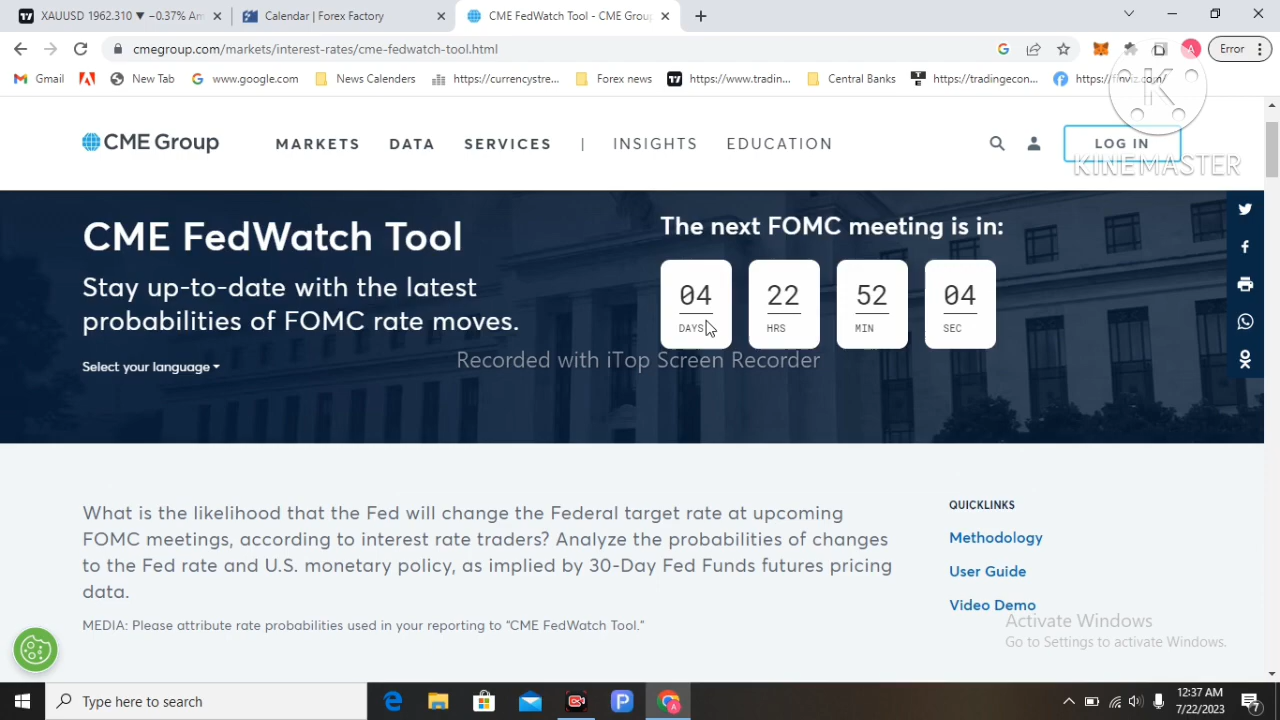 XAUUSD 1962.310 ▼ −0.37% Am
Calendar | Forex Factory
CME FedWatch Tool - CME Grou
cmegroup.com/markets/interest-rates/cme-fedwatch-tool.html
Error
Gmail
New Tab
www.google.com
News Calenders
https://currencystre...
Forex news
https://www.tradin...
Central Banks
https://tradingecon...
https://finviz.com/
CME Group
MARKETS DATA SERVICES | INSIGHTS EDUCATION
LOG IN
K
KINEMASTER
CME FedWatch Tool
Stay up-to-date with the latest
probabilities of FOMC rate moves.
Select your language
The next FOMC meeting is in:
04 22 52 04
DAYS HRS MIN SEC
Recorded with iTop Screen Recorder
What is the likelihood that the Fed will change the Federal target rate at upcoming
FOMC meetings, according to interest rate traders? Analyze the probabilities of changes
to the Fed rate and U.S. monetary policy, as implied by 30-Day Fed Funds futures pricing
data.
MEDIA: Please attribute rate probabilities used in your reporting to “CME FedWatch Tool.”
QUICKLINKS
Methodology
User Guide
Video Demo
Activate Windows
Go to Settings to activate Windows.
Type here to search
12:37 AM
7/22/2023
7